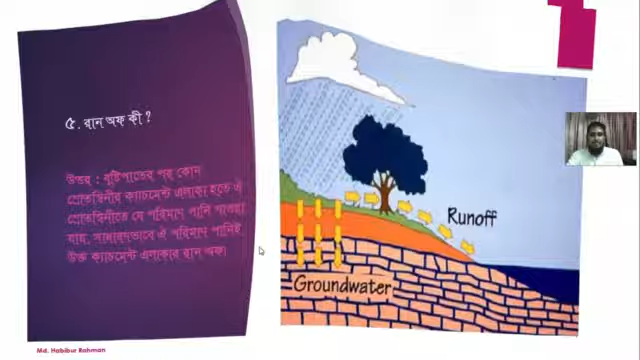 ৫. রান অফ কী ?
উত্তর : বৃষ্টিপাতের পর কোন
স্রোতস্বিনীর ক্যাচমেন্ট এলাকা হতে ঐ
স্রোতস্বিনীতে যে পরিমাণ পানি পাওয়া
যায়, সাধারণভাবে ঐ পরিমাণ পানিই
উক্ত ক্যাচমেন্ট এলাকার রান অফ।
Runoff
Groundwater
Md. Habibur Rahman